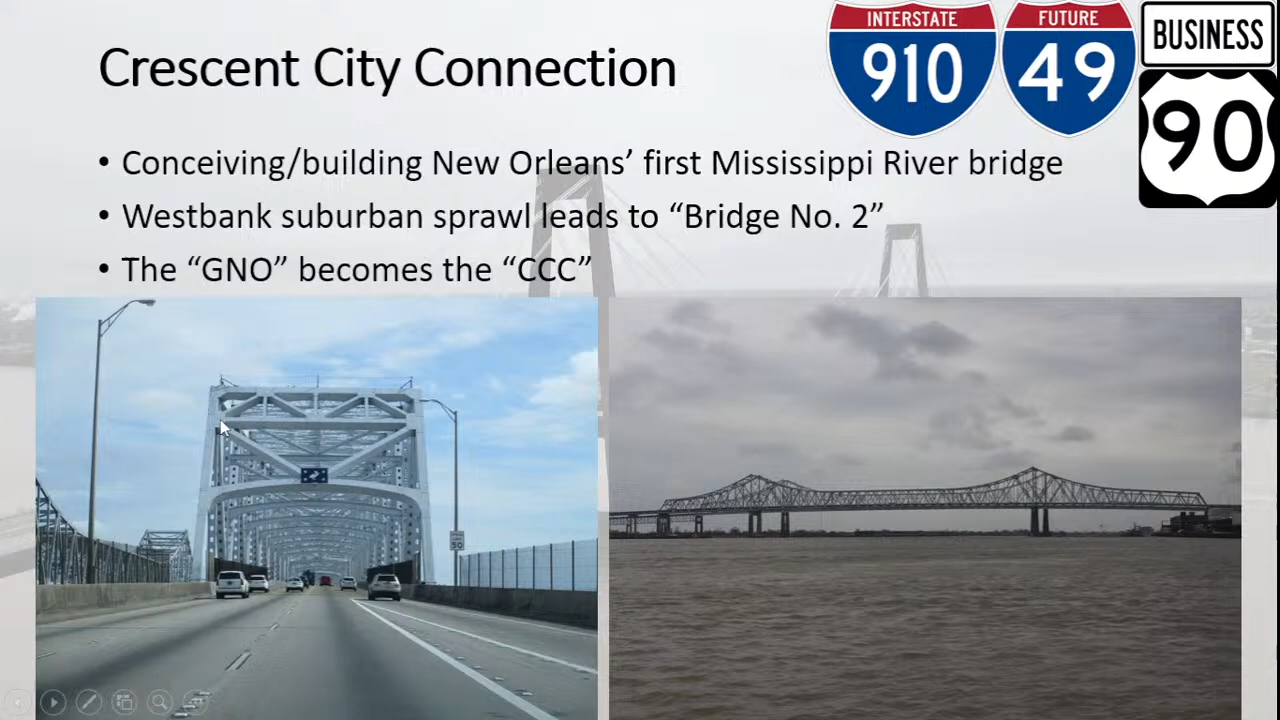 Crescent City Connection
INTERSTATE
910
FUTURE
49
BUSINESS
90
• Conceiving/building New Orleans’ first Mississippi River bridge
• Westbank suburban sprawl leads to “Bridge No. 2”
• The “GNO” becomes the “CCC”